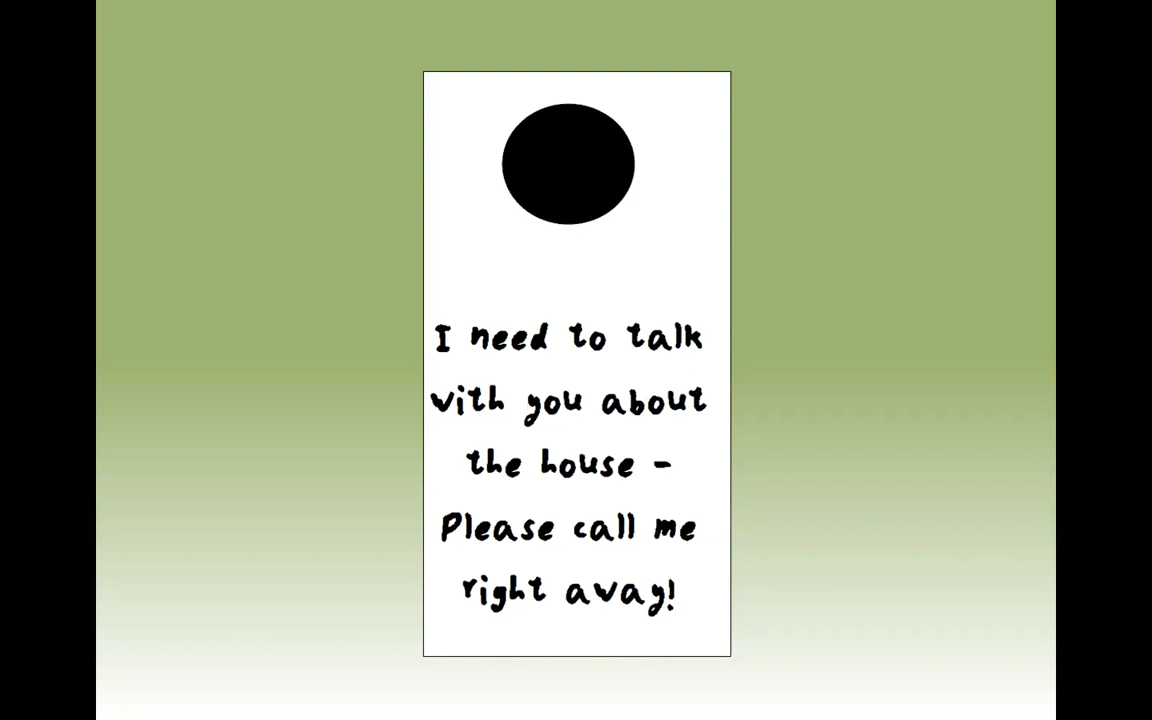 I need to talk
with you about
the house -
Please call me
right away!